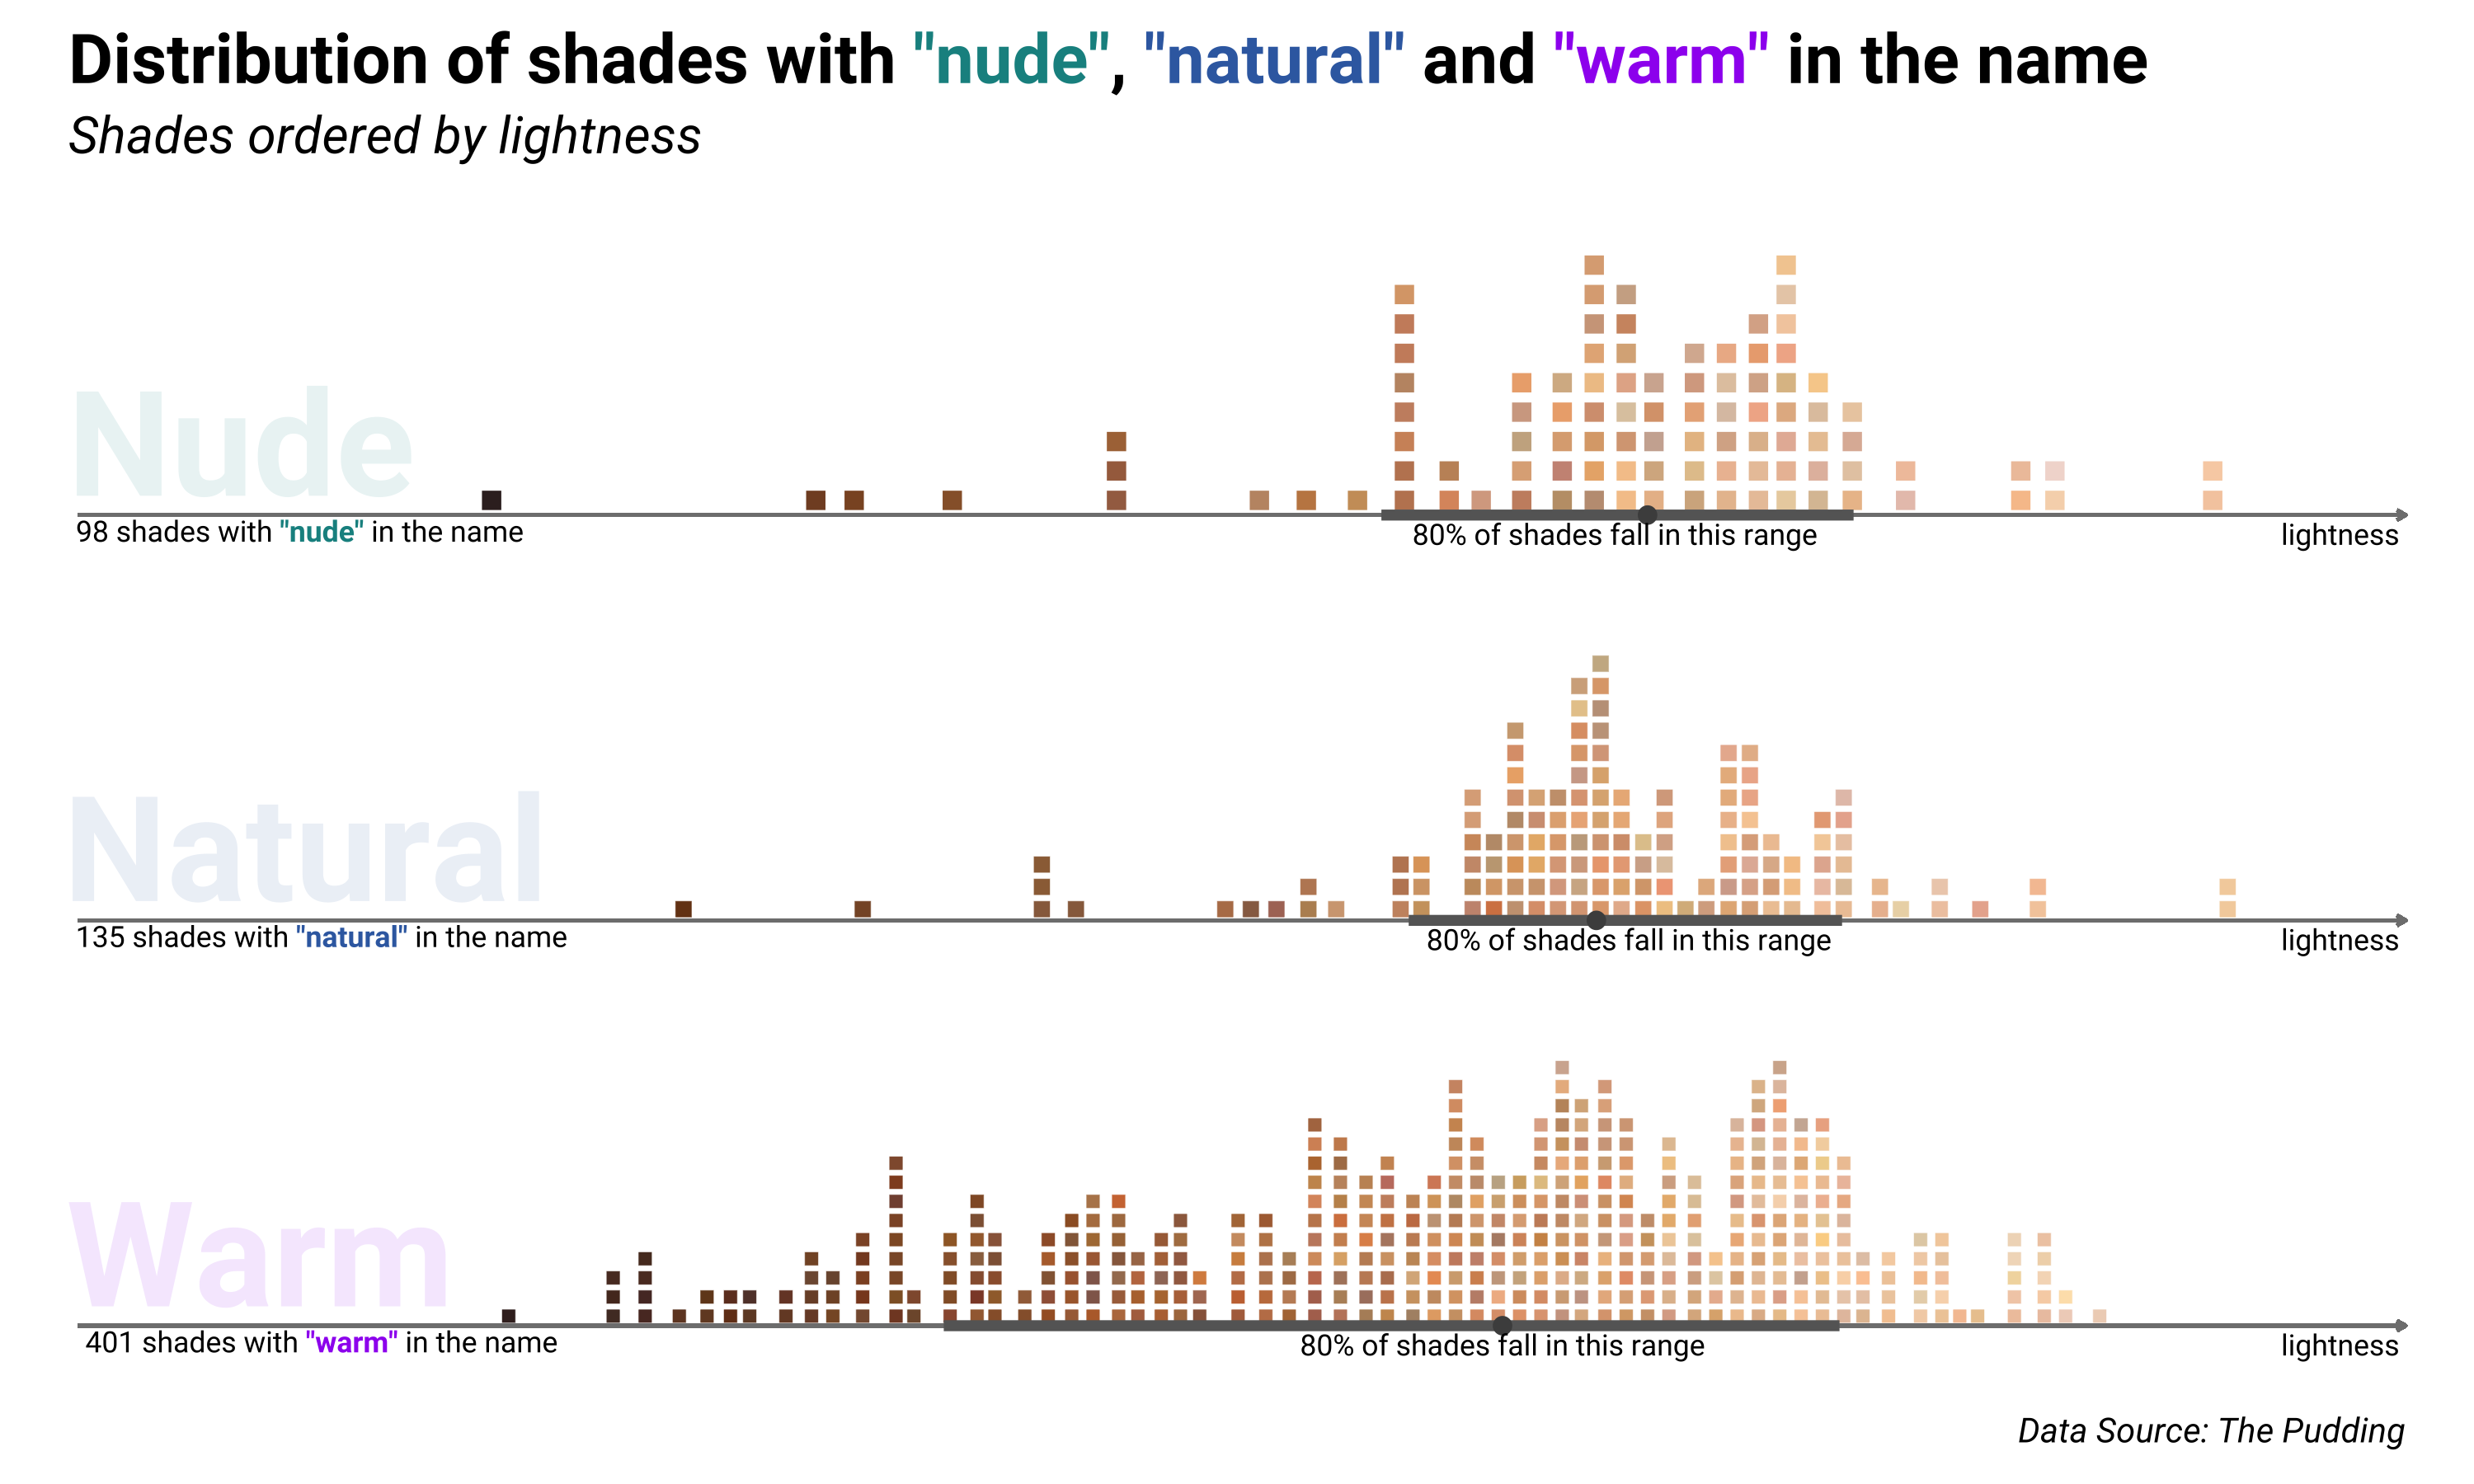 Distribution of shades with "nude", "natural" and "warm" in the name
Shades ordered by lightness
Nude
98 shades with "nude" in the name
80% of shades fall in this range
lightness
Natural
135 shades with "natural" in the name
80% of shades fall in this range
lightness
Warm
401 shades with "warm" in the name
80% of shades fall in this range
lightness
Data Source: The Pudding